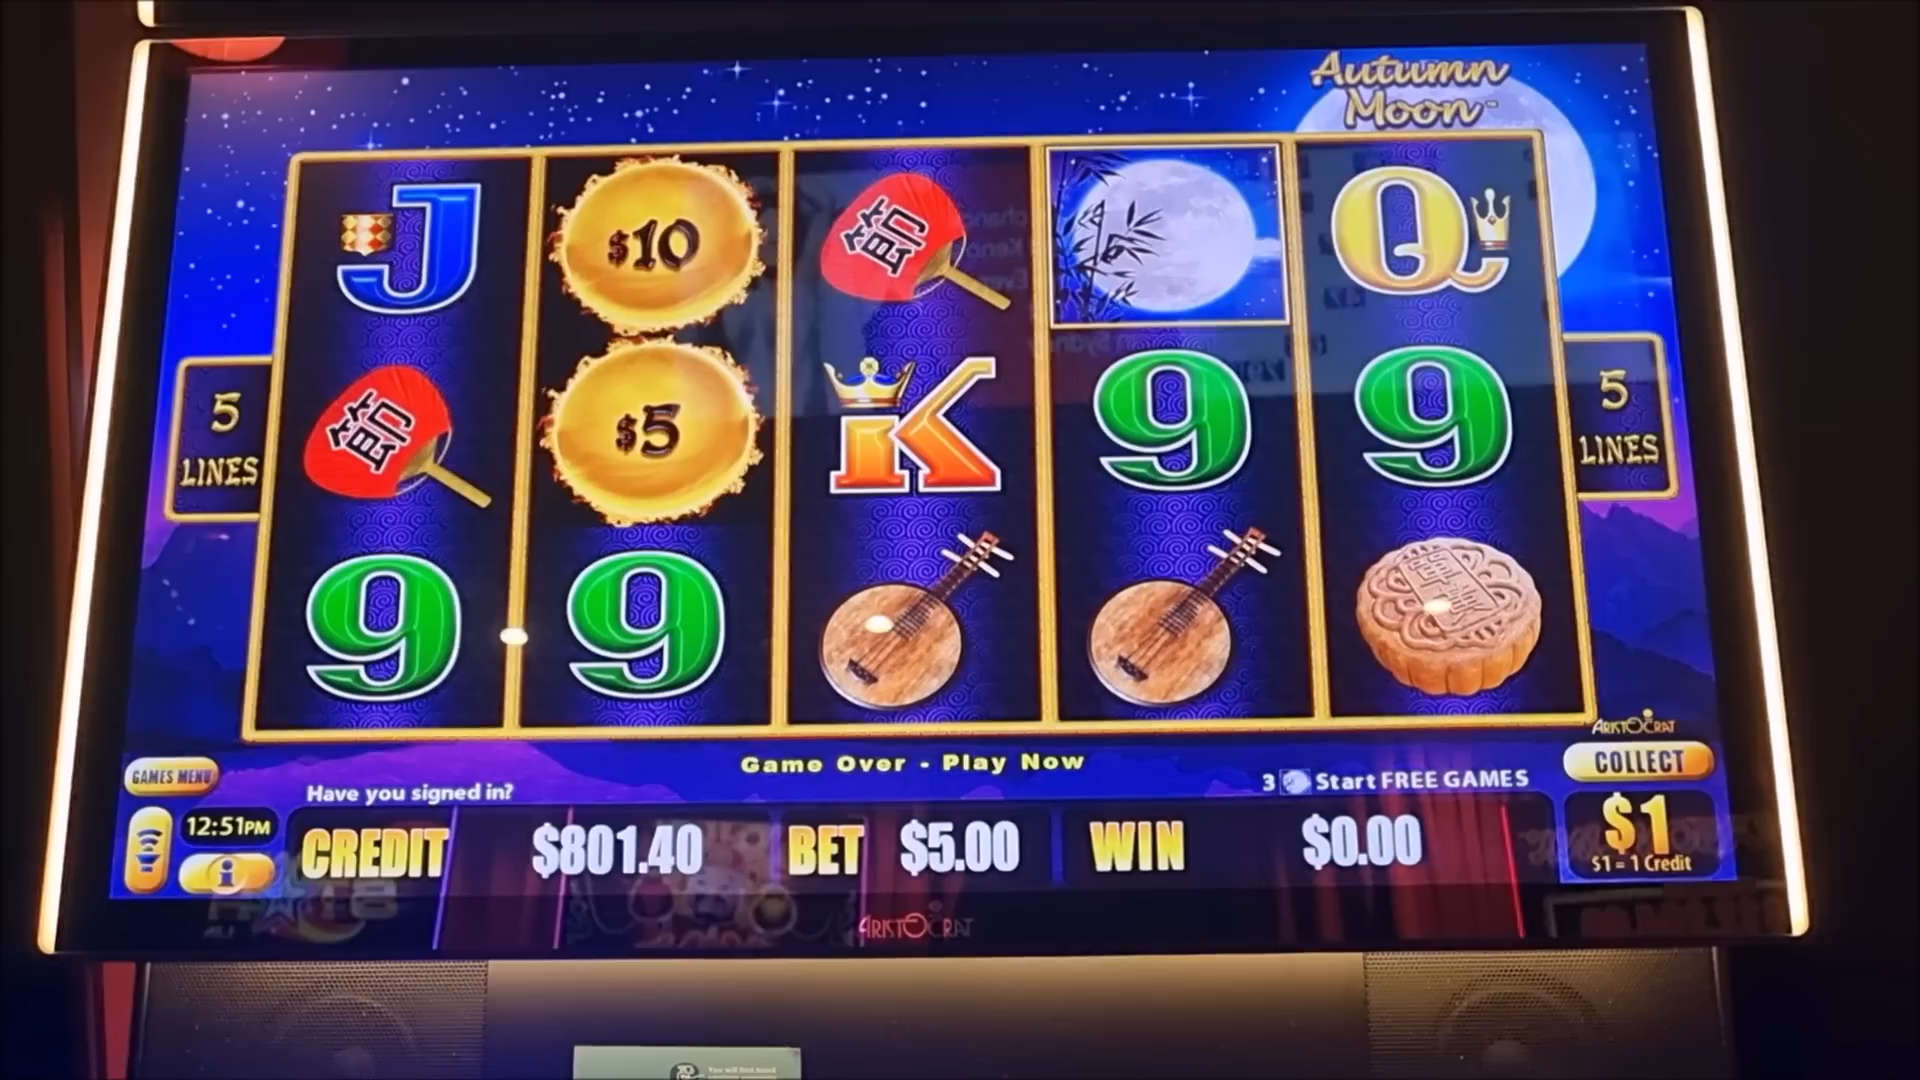 Autumn
Moon
J
$10
Q
5
LINES
$5
K
9
9
5
LINES
9
9
ARISTOCRAT
GAMES MENU
Game Over - Play Now
COLLECT
Have you signed in?
3 Start FREE GAMES
12:51PM
CREDIT $801.40 BET $5.00 WIN $0.00
$1
$1 = 1 Credit
ARISTOCRAT